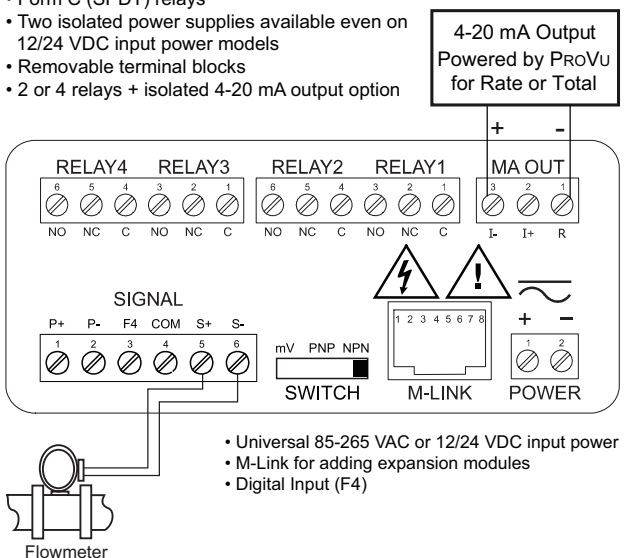 • Form C (SPDT) relays
• Two isolated power supplies available even on
12/24 VDC input power models
• Removable terminal blocks
• 2 or 4 relays + isolated 4-20 mA output option
4-20 mA Output
Powered by PROVU
for Rate or Total
+ -
RELAY4 RELAY3 RELAY2 RELAY1 MA OUT
6 5 4 3 2 1 6 5 4 3 2 1 3 2 1
NO NC C NO NC C NO NC C NO NC C I- I+ R
SIGNAL
P+ P- F4 COM S+ S-
1 2 3 4 5 6
mV PNP NPN
SWITCH
!
1 2 3 4 5 6 7 8
M-LINK
+ -
1 2
POWER
• Universal 85-265 VAC or 12/24 VDC input power
• M-Link for adding expansion modules
• Digital Input (F4)
Flowmeter